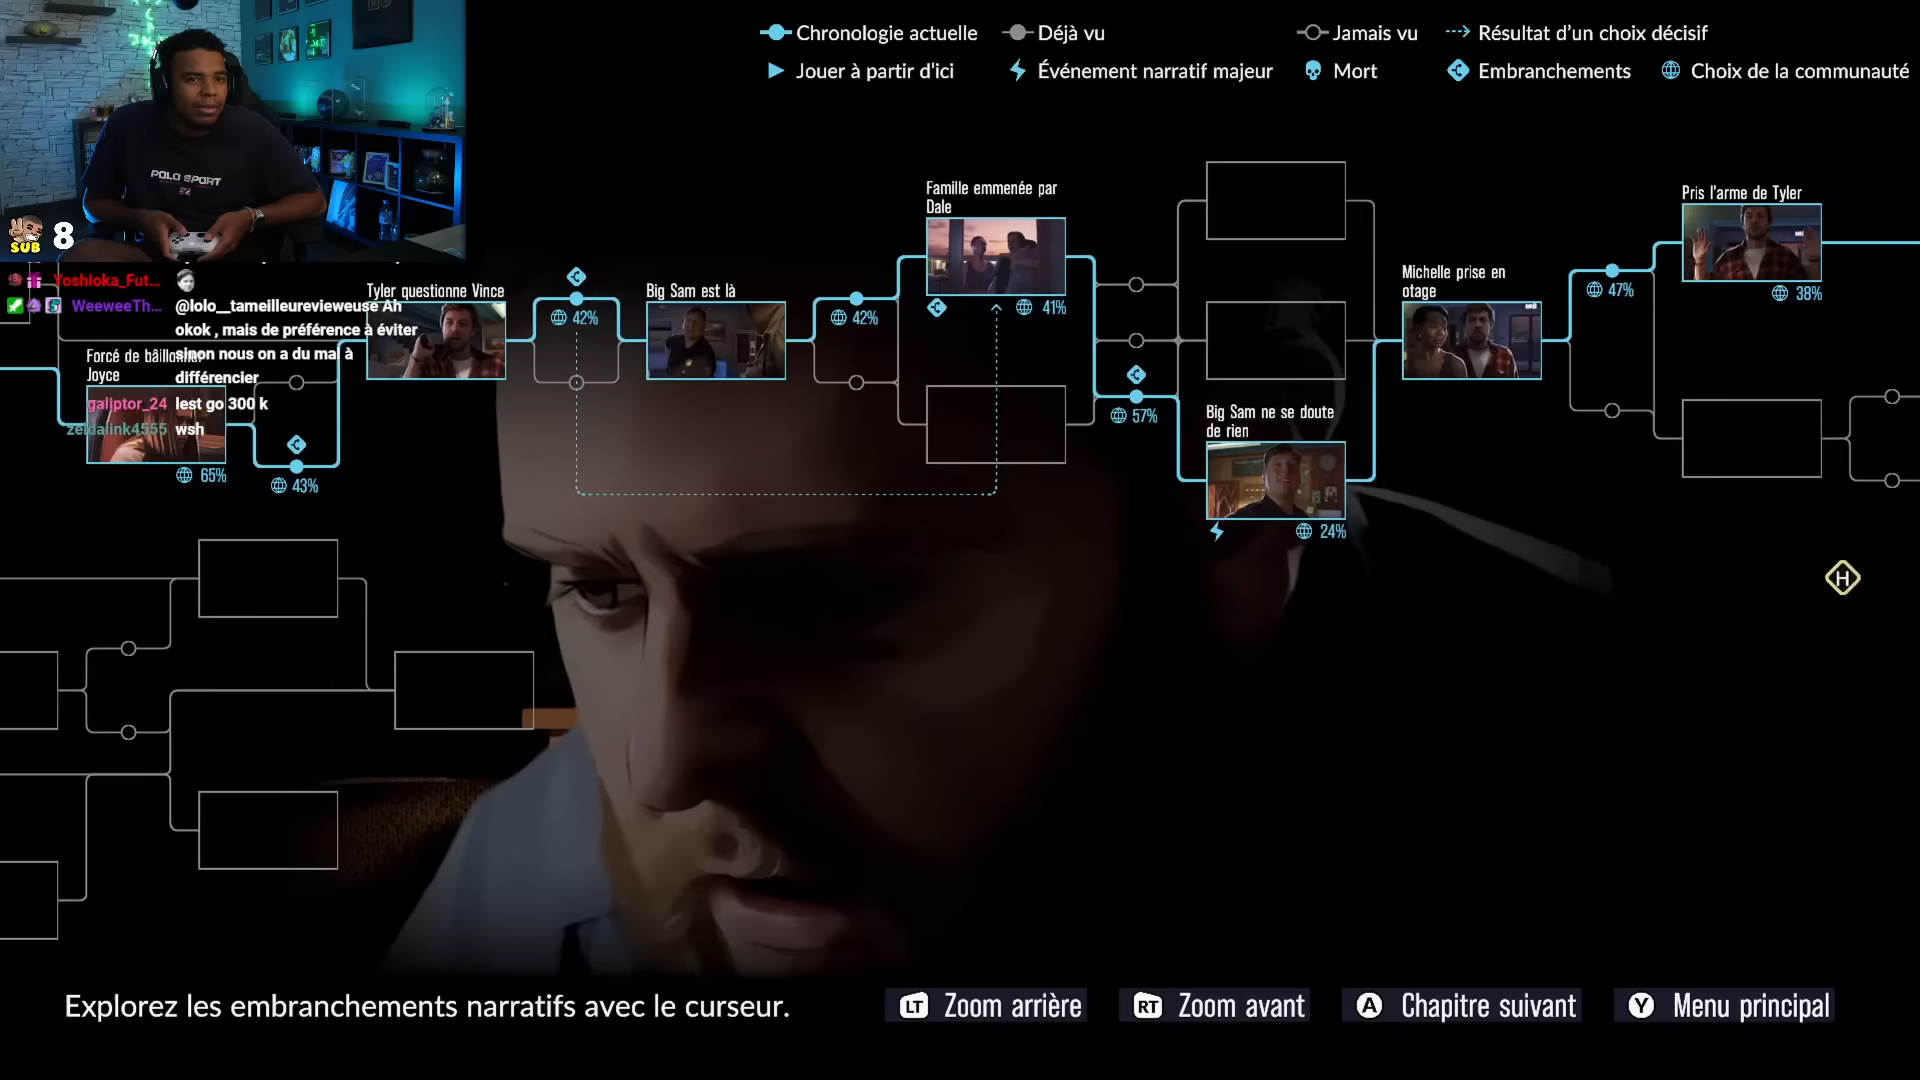 Chronologie actuelle
Déjà vu
Jamais vu
Résultat d'un choix décisif
Jouer à partir d'ici
Événement narratif majeur
Mort
Embranchements
Choix de la communauté
POLO SPORT
SUB 8
Yoshioka_Fut...
WeeweeTh... @lolo__tameilleurevieweuse Ah
okok , mais de préférence à éviter
sinon nous on a du mal à
différencier
galiptor_24 lest go 300 k
zeldalink4555 wsh
Forcé de bâillonner
Joyce
65%
43%
Tyler questionne Vince
42%
Big Sam est là
42%
Famille emmenée par
Dale
41%
57%
Big Sam ne se doute
de rien
24%
Michelle prise en
otage
47%
Pris l'arme de Tyler
38%
H
Explorez les embranchements narratifs avec le curseur.
LT Zoom arrière
RT Zoom avant
A Chapitre suivant
Y Menu principal